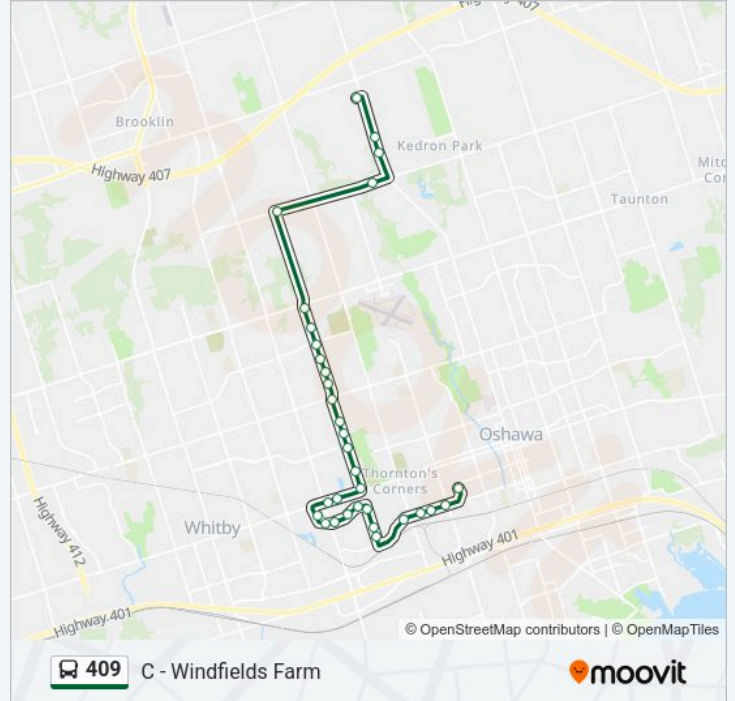 Highway 407
Brooklin
Kedron Park
Highway 407
Taunton
Oshawa
Thornton's
Corners
Whitby
Highway 412
Highway 401
Highway 401
© OpenStreetMap contributors | © OpenMapTiles
409 C - Windfields Farm
moovit